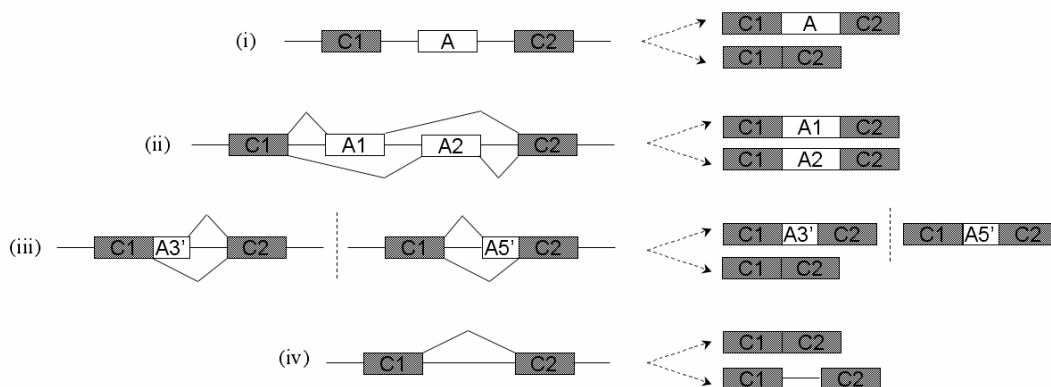 (i) C1 A C2 C1 A C2
C1 C2
(ii) C1 A1 A2 C2 C1 A1 C2
C1 A2 C2
(iii) C1 A3' C2 C1 A5' C2 C1 A3' C2 C1 A5' C2
C1 C2
(iv) C1 C2 C1 C2
C1 C2